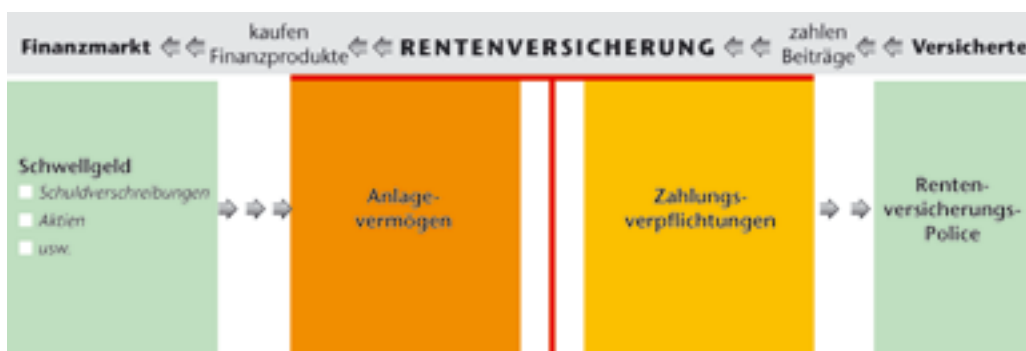 Finanzmarkt
kaufen
Finanzprodukte
RENTENVERSICHERUNG
zahlen
Beiträge
Versicherte
Schwellgeld
Schuldverschreibungen
Aktien
usw.
Anlage-
vermögen
Zahlungs-
verpflichtungen
Renten-
versicherungs-
Police